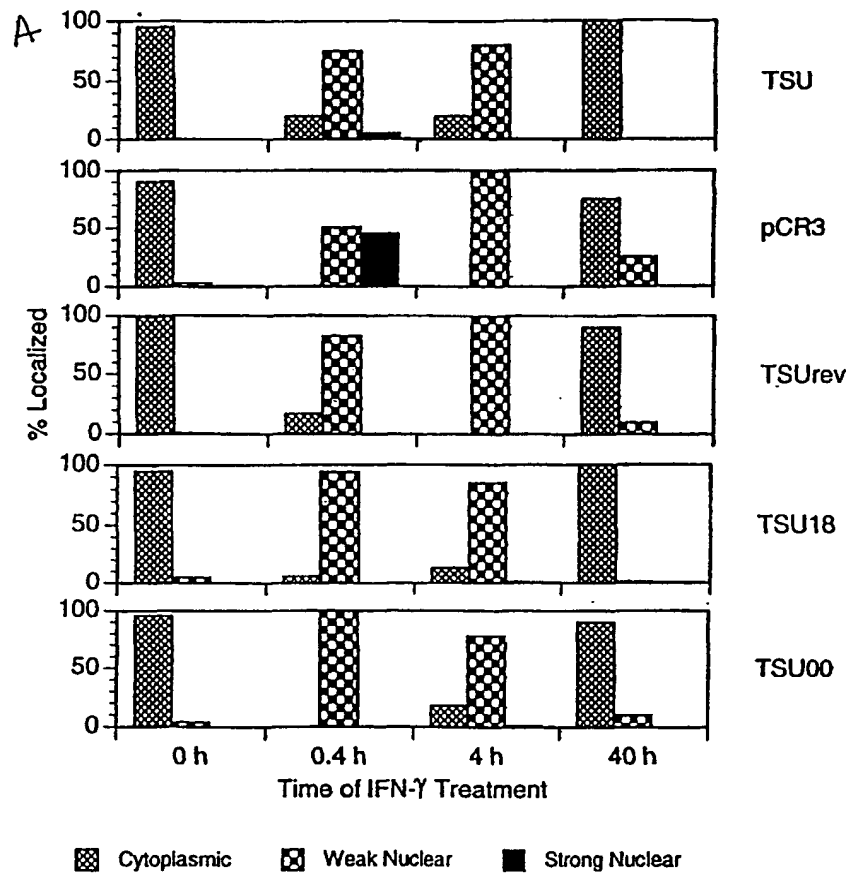 A
100
50
0
TSU
100
50
0
pCR3
100
50
0
TSUrev
100
50
0
TSU18
100
50
0
TSU00
% Localized
0 h 0.4 h 4 h 40 h
Time of IFN-γ Treatment
Cytoplasmic Weak Nuclear Strong Nuclear